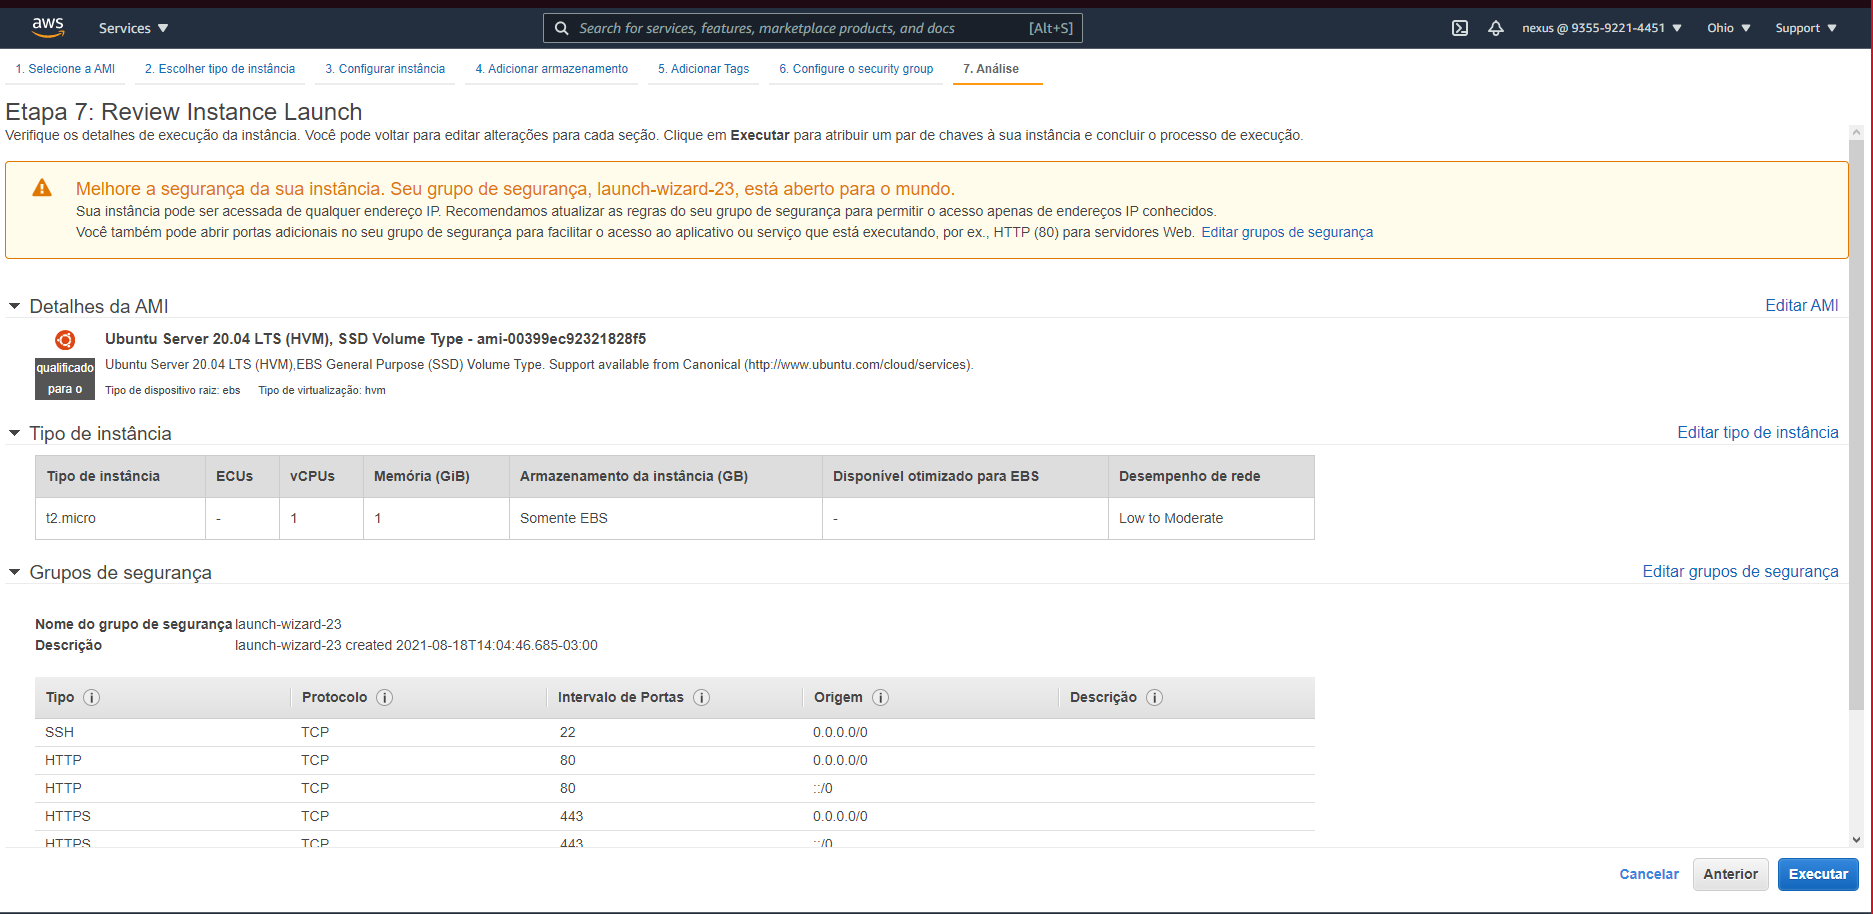 aws Services Search for services, features, marketplace products, and docs [Alt+S] nexus @ 9355-9221-4451 Ohio Support
1. Selecione a AMI 2. Escolher tipo de instância 3. Configurar instância 4. Adicionar armazenamento 5. Adicionar Tags 6. Configure o security group 7. Análise
Etapa 7: Review Instance Launch
Verifique os detalhes de execução da instância. Você pode voltar para editar alterações para cada seção. Clique em Executar para atribuir um par de chaves à sua instância e concluir o processo de execução.
Melhore a segurança da sua instância. Seu grupo de segurança, launch-wizard-23, está aberto para o mundo.
Sua instância pode ser acessada de qualquer endereço IP. Recomendamos atualizar as regras do seu grupo de segurança para permitir o acesso apenas de endereços IP conhecidos.
Você também pode abrir portas adicionais no seu grupo de segurança para facilitar o acesso ao aplicativo ou serviço que está executando, por ex., HTTP (80) para servidores Web. Editar grupos de segurança
Detalhes da AMI Editar AMI
Ubuntu Server 20.04 LTS (HVM), SSD Volume Type - ami-00399ec92321828f5
qualificado Ubuntu Server 20.04 LTS (HVM),EBS General Purpose (SSD) Volume Type. Support available from Canonical (http://www.ubuntu.com/cloud/services).
para o Tipo de dispositivo raiz: ebs Tipo de virtualização: hvm
Tipo de instância Editar tipo de instância
Tipo de instância ECUs vCPUs Memória (GiB) Armazenamento da instância (GB) Disponível otimizado para EBS Desempenho de rede
t2.micro - 1 1 Somente EBS - Low to Moderate
Grupos de segurança Editar grupos de segurança
Nome do grupo de segurança launch-wizard-23
Descrição launch-wizard-23 created 2021-08-18T14:04:46.685-03:00
Tipo i Protocolo i Intervalo de Portas i Origem i Descrição i
SSH TCP 22 0.0.0.0/0
HTTP TCP 80 0.0.0.0/0
HTTP TCP 80 ::/0
HTTPS TCP 443 0.0.0.0/0
HTTPS TCP 443 ::/0
Cancelar Anterior Executar